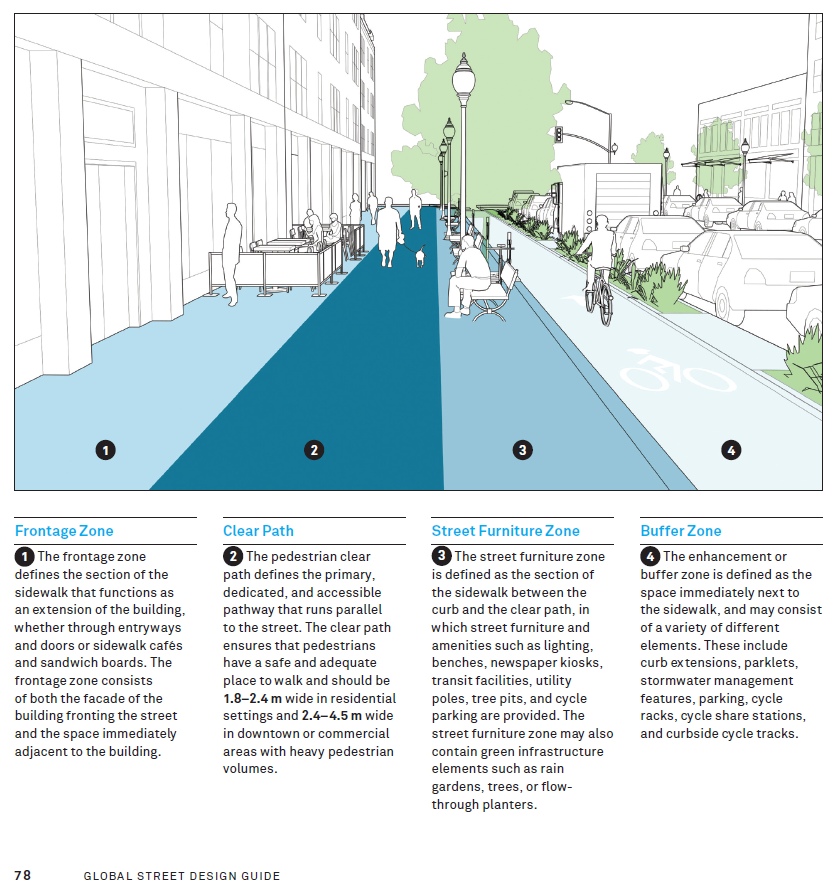 1
2
3
4
Frontage Zone
1 The frontage zone
defines the section of the
sidewalk that functions as
an extension of the building,
whether through entryways
and doors or sidewalk cafés
and sandwich boards. The
frontage zone consists
of both the facade of the
building fronting the street
and the space immediately
adjacent to the building.
Clear Path
2 The pedestrian clear
path defines the primary,
dedicated, and accessible
pathway that runs parallel
to the street. The clear path
ensures that pedestrians
have a safe and adequate
place to walk and should be
1.8–2.4 m wide in residential
settings and 2.4–4.5 m wide
in downtown or commercial
areas with heavy pedestrian
volumes.
Street Furniture Zone
3 The street furniture zone
is defined as the section of
the sidewalk between the
curb and the clear path, in
which street furniture and
amenities such as lighting,
benches, newspaper kiosks,
transit facilities, utility
poles, tree pits, and cycle
parking are provided. The
street furniture zone may also
contain green infrastructure
elements such as rain
gardens, trees, or flow-
through planters.
Buffer Zone
4 The enhancement or
buffer zone is defined as the
space immediately next to
the sidewalk, and may consist
of a variety of different
elements. These include
curb extensions, parklets,
stormwater management
features, parking, cycle
racks, cycle share stations,
and curbside cycle tracks.
78 GLOBAL STREET DESIGN GUIDE